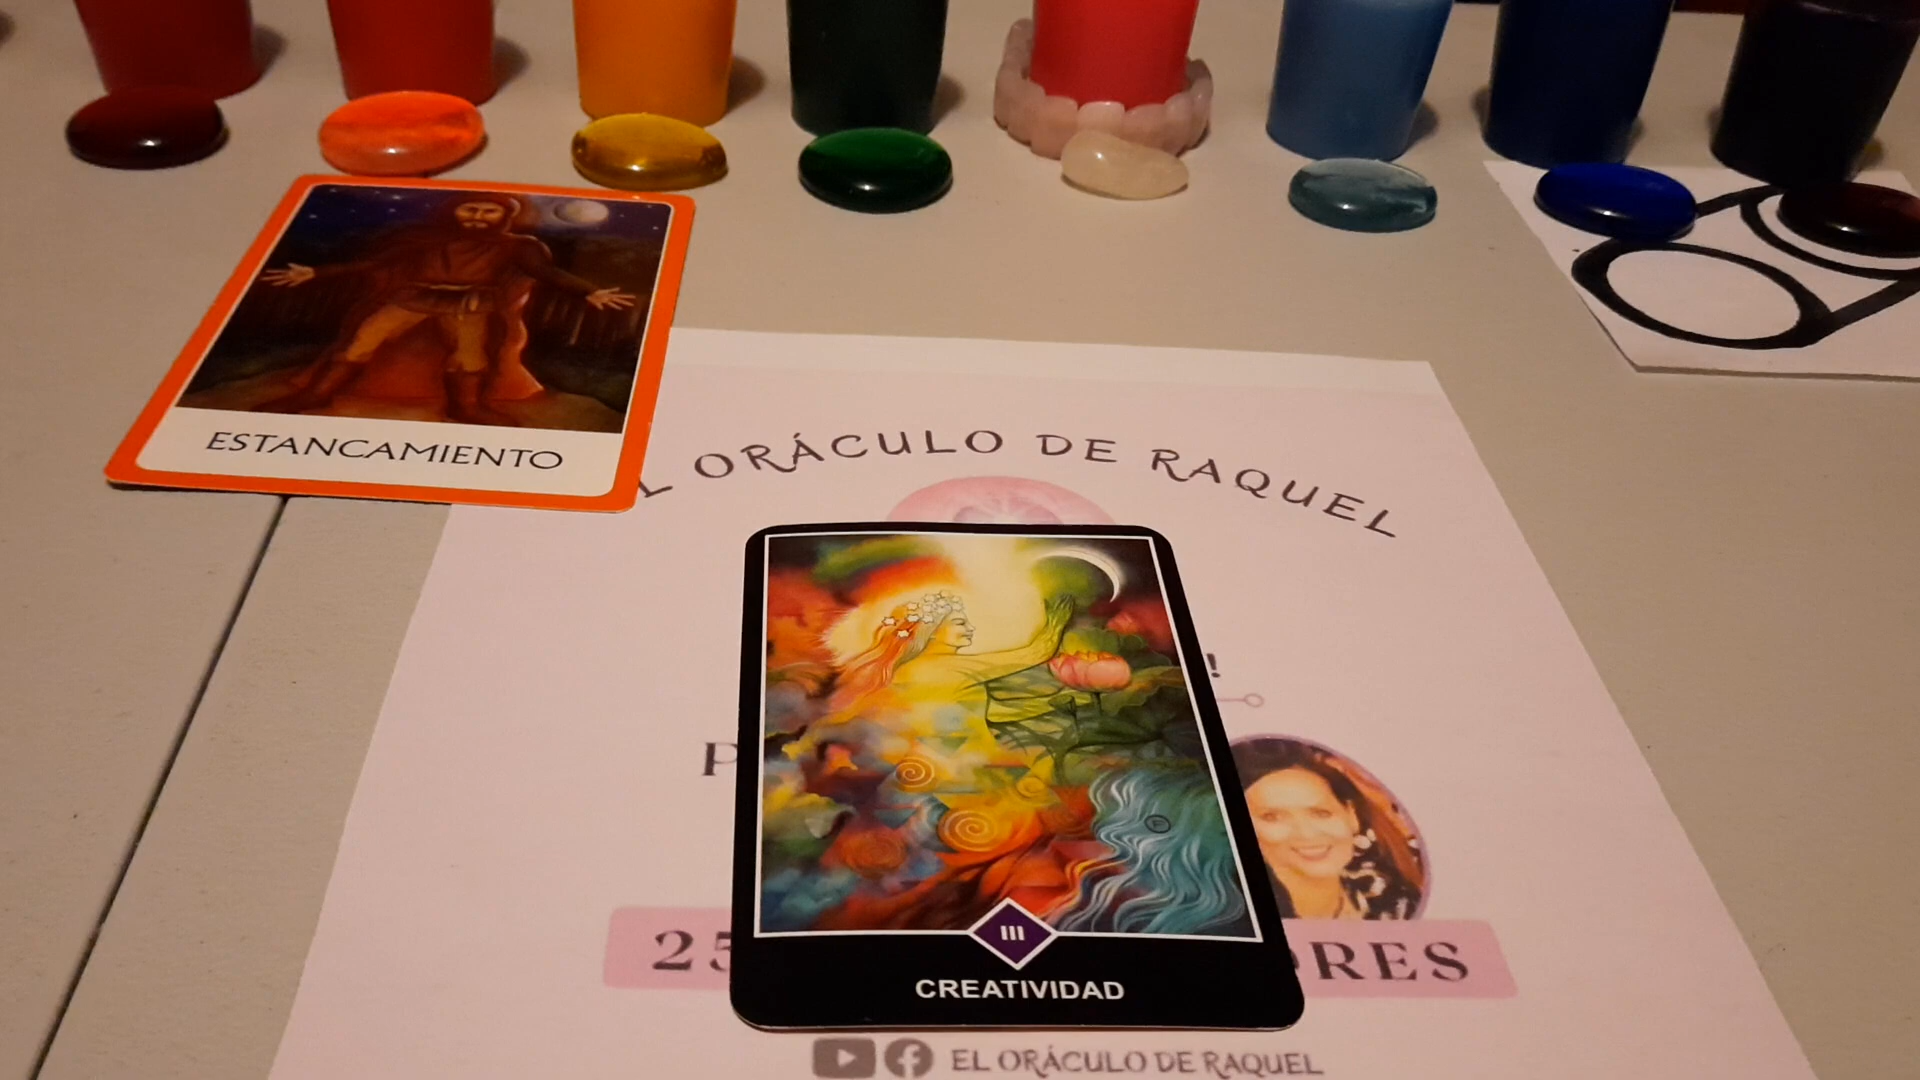 ESTANCAMIENTO
ORÁCULO DE RAQUEL
III
CREATIVIDAD
EL ORÁCULO DE RAQUEL